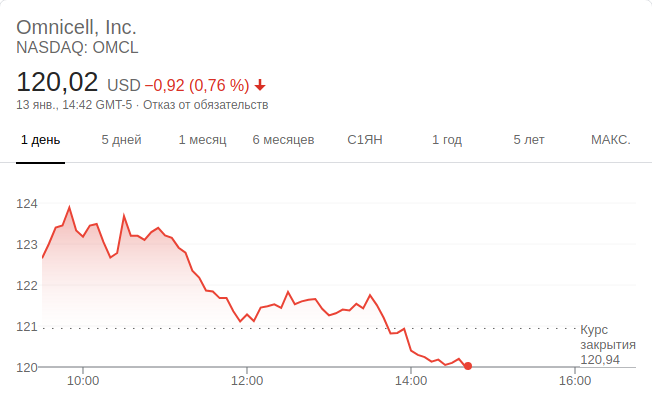 Omnicell, Inc.
NASDAQ: OMCL
120,02 USD −0,92 (0,76 %)
13 янв., 14:42 GMT-5 · Отказ от обязательств
1 день 5 дней 1 месяц 6 месяцев С1ЯН 1 год 5 лет МАКС.
124
123
122
121
120
Курс
закрытия
120,94
10:00 12:00 14:00 16:00